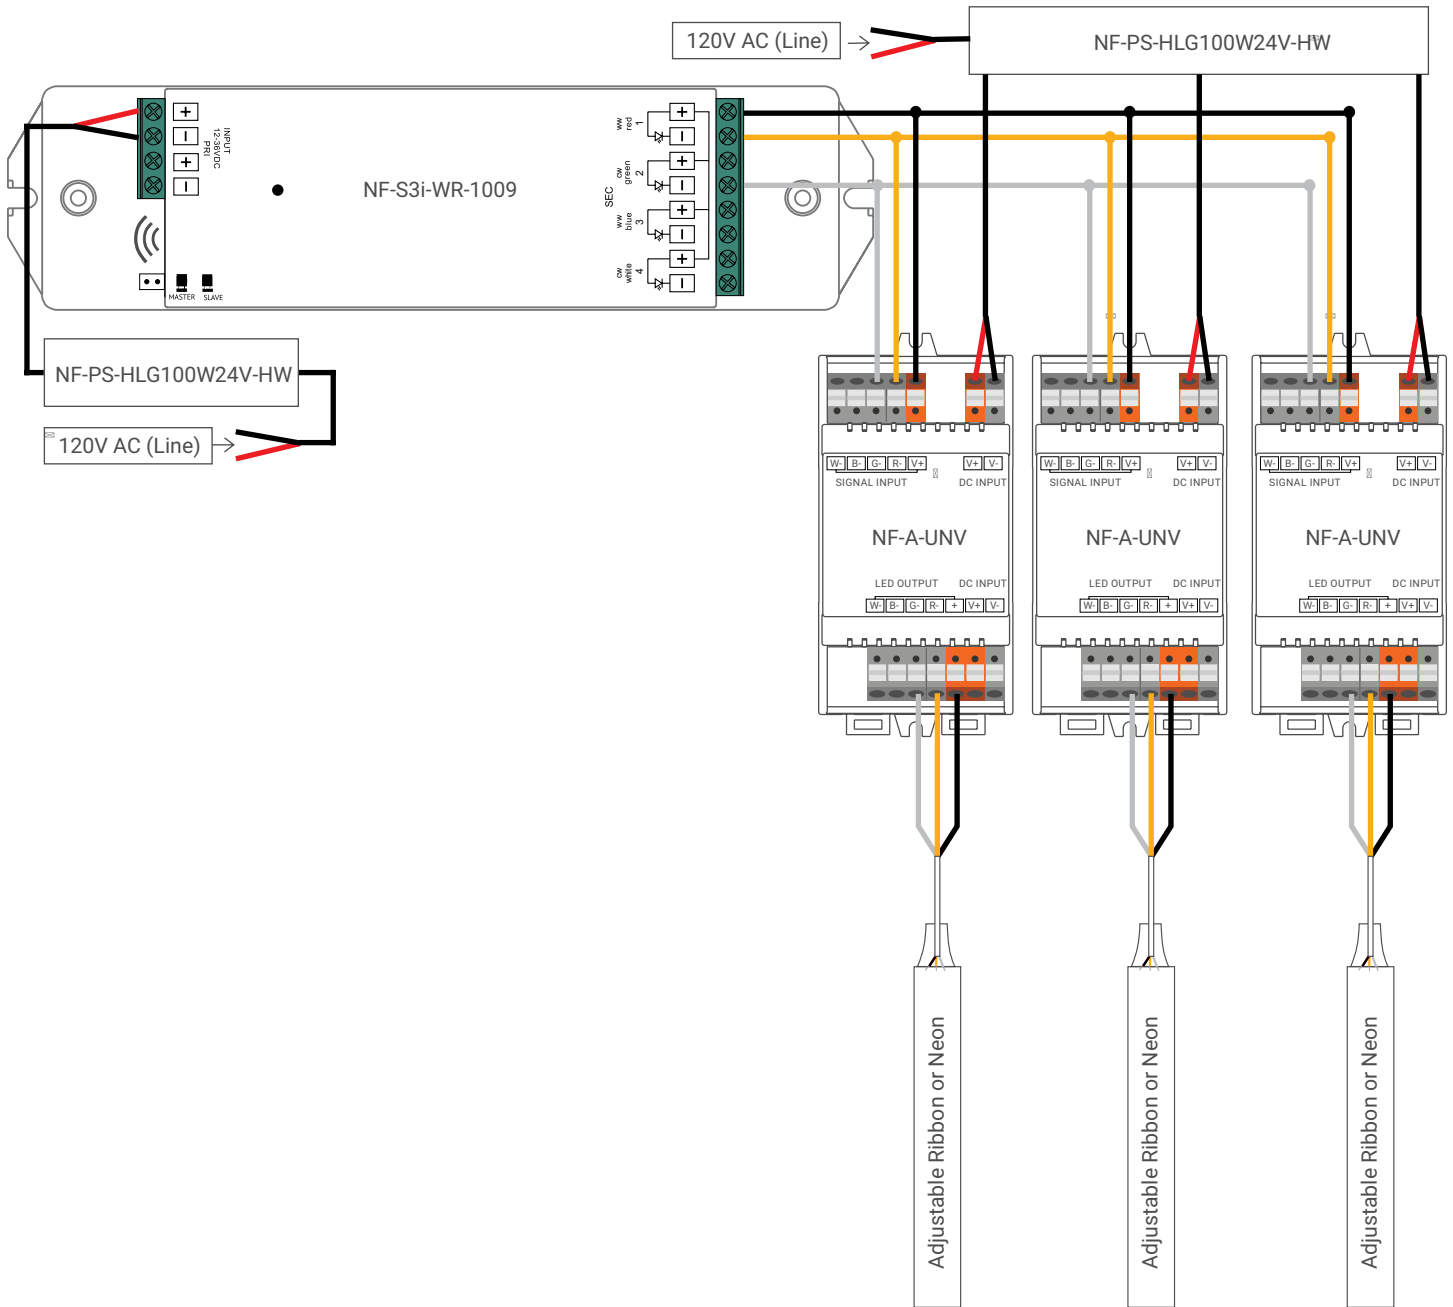 120V AC (Line)
NF-PS-HLG100W24V-HW
+
−
+
−
INPUT
12-36VDC
PRI
NF-S3i-WR-1009
SEC
ww
red
1
+
−
cw
green
2
+
−
ww
blue
3
+
−
cw
white
4
+
−
MASTER SLAVE
NF-PS-HLG100W24V-HW
120V AC (Line)
W- B- G- R- V+ V+ V-
SIGNAL INPUT DC INPUT
NF-A-UNV
LED OUTPUT DC INPUT
W- B- G- R- + V+ V-
W- B- G- R- V+ V+ V-
SIGNAL INPUT DC INPUT
NF-A-UNV
LED OUTPUT DC INPUT
W- B- G- R- + V+ V-
W- B- G- R- V+ V+ V-
SIGNAL INPUT DC INPUT
NF-A-UNV
LED OUTPUT DC INPUT
W- B- G- R- + V+ V-
Adjustable Ribbon or Neon
Adjustable Ribbon or Neon
Adjustable Ribbon or Neon